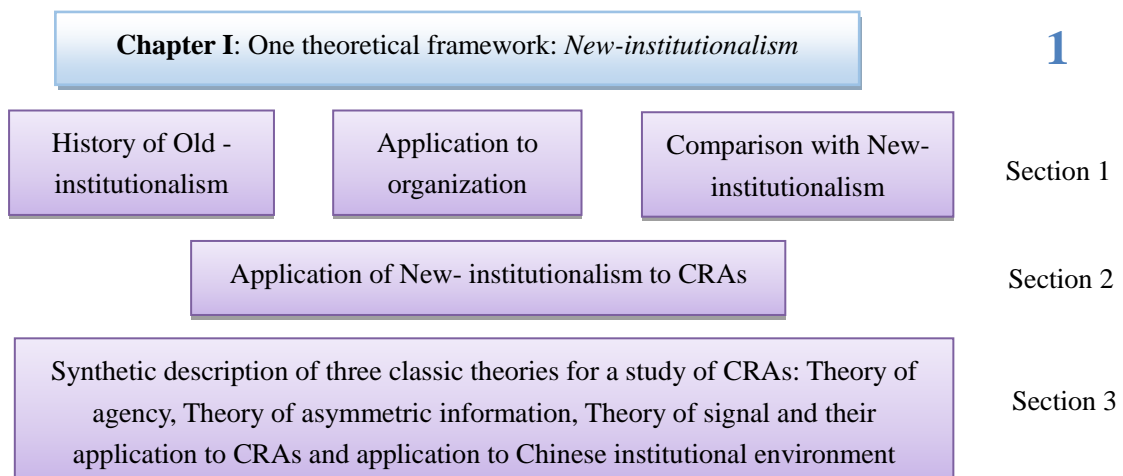 Chapter I: One theoretical framework: New-institutionalism
1
History of Old -
institutionalism
Application to
organization
Comparison with New-
institutionalism
Section 1
Application of New- institutionalism to CRAs
Section 2
Synthetic description of three classic theories for a study of CRAs: Theory of
agency, Theory of asymmetric information, Theory of signal and their
application to CRAs and application to Chinese institutional environment
Section 3